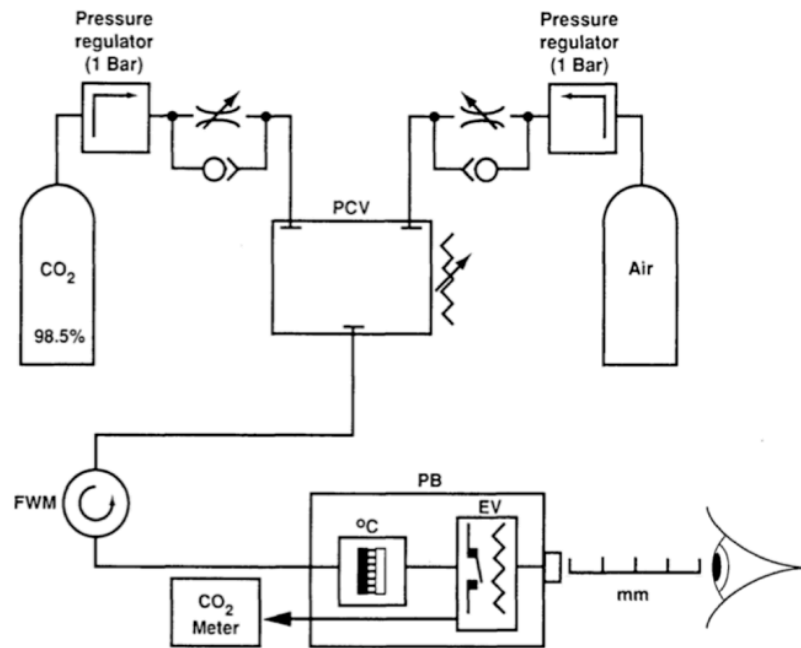 Pressure
regulator
(1 Bar)
Pressure
regulator
(1 Bar)
PCV
CO₂
98.5%
Air
FWM
PB
°C
EV
CO₂
Meter
mm